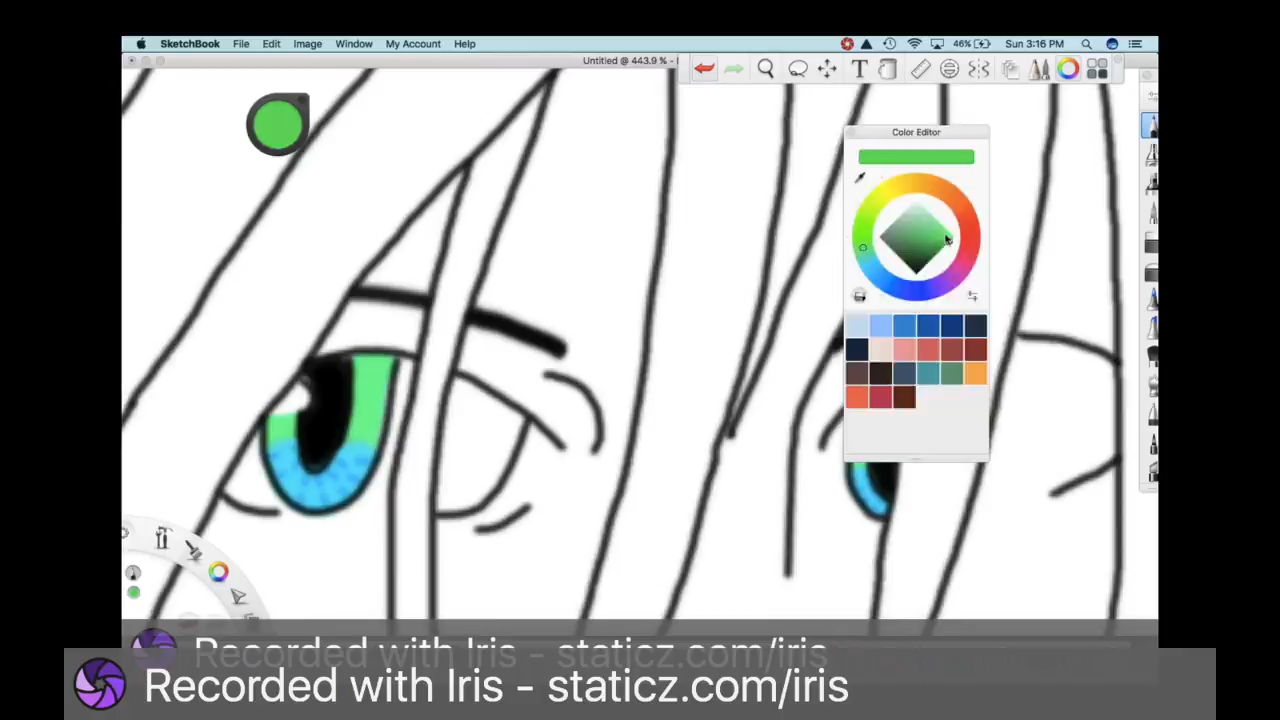 SketchBook File Edit Image Window My Account Help 46% Sun 3:16 PM
Untitled @ 443.9 % -
T
Color Editor
Recorded with Iris - staticz.com/iris
Recorded with Iris - staticz.com/iris